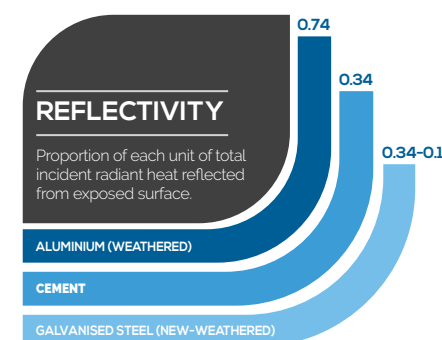 0.74
0.34
0.34-0.1
REFLECTIVITY
Proportion of each unit of total
incident radiant heat reflected
from exposed surface.
ALUMINIUM (WEATHERED)
CEMENT
GALVANISED STEEL (NEW-WEATHERED)